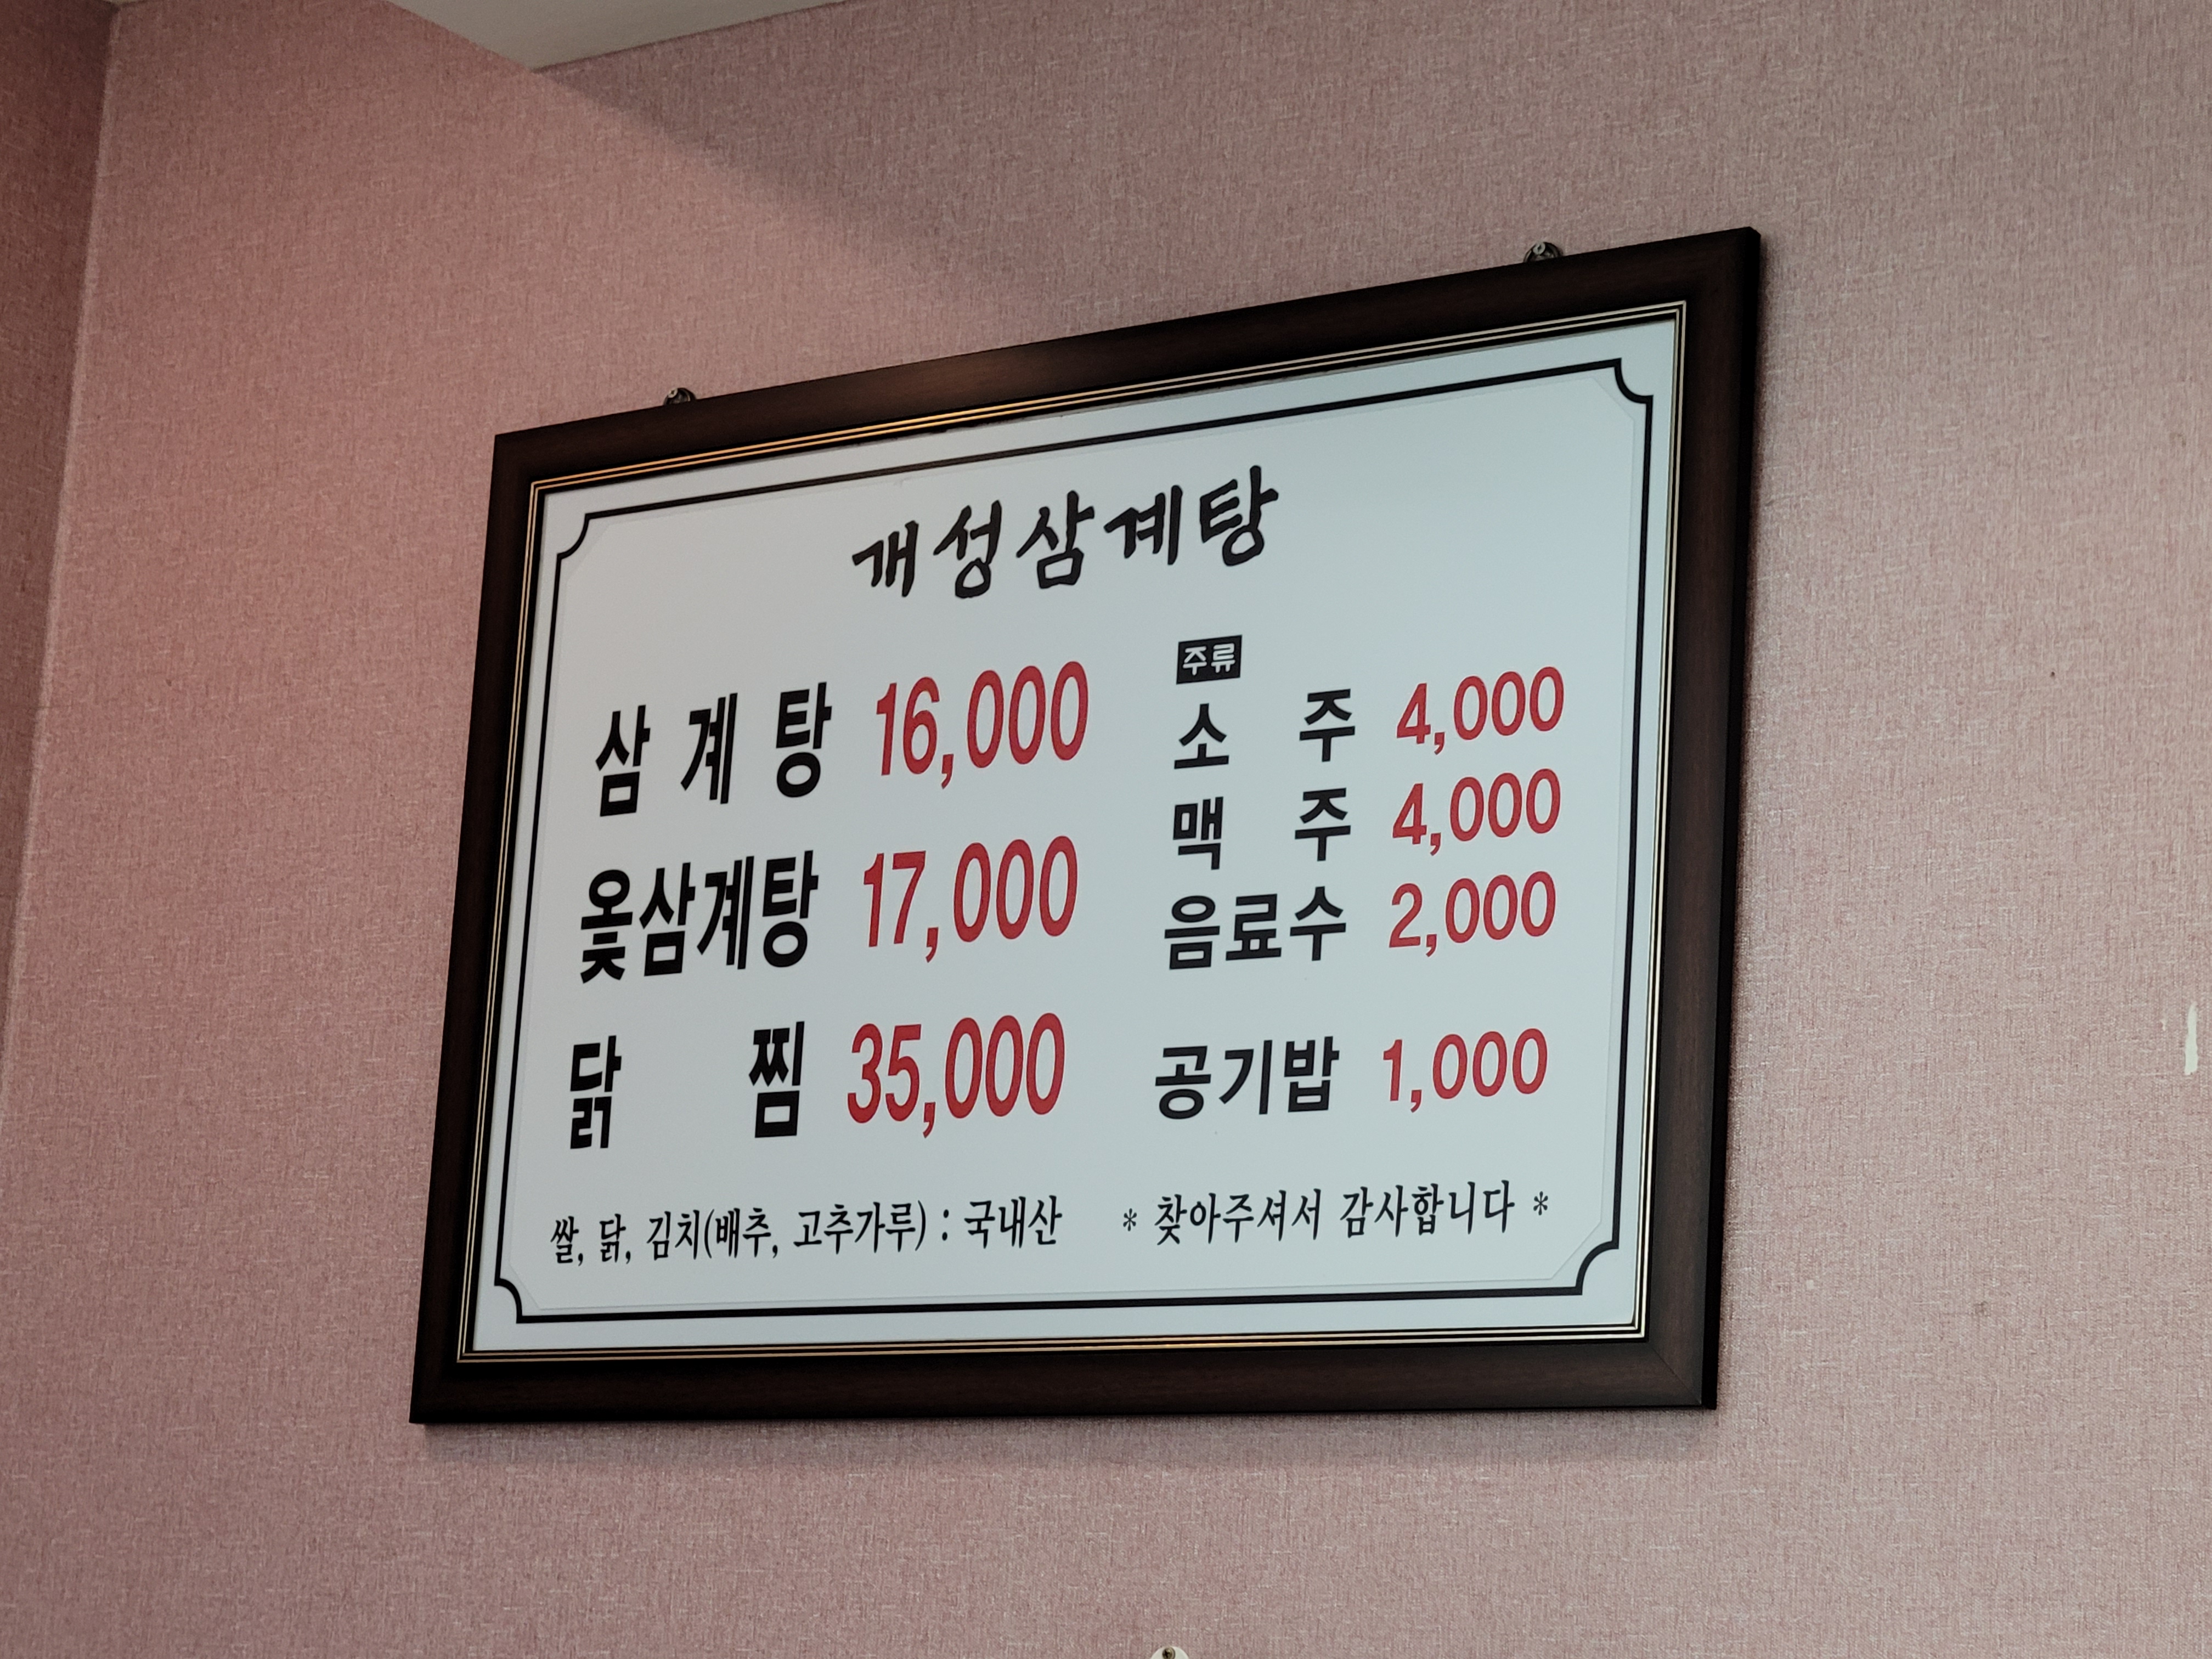 개성삼계탕
삼계탕 16,000
옻삼계탕 17,000
닭찜 35,000
주류
소주 4,000
맥주 4,000
음료수 2,000
공기밥 1,000
쌀, 닭, 김치(배추, 고추가루) : 국내산
* 찾아주셔서 감사합니다 *